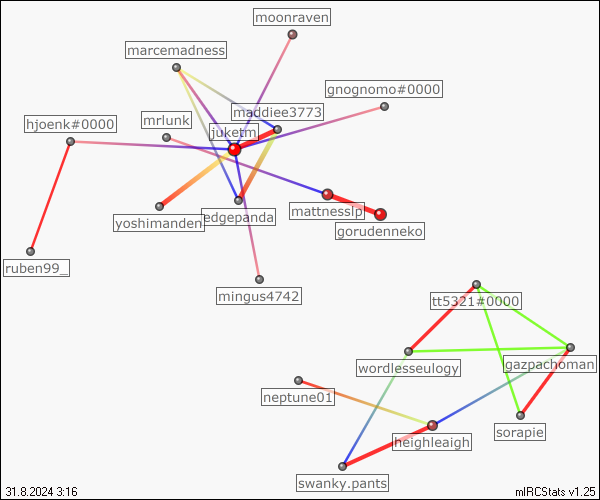 moonraven
marcemadness
gnognomo#0000
maddiee3773
mrlunk
hjoenk#0000
juketm
mattnesslp
edgepanda
yoshimanden
gorudenneko
ruben99_
mingus4742
tt5321#0000
wordlesseulogy
gazpachoman
neptune01
sorapie
heighleaigh
swanky.pants
31.8.2024 3:16
mIRCStats v1.25